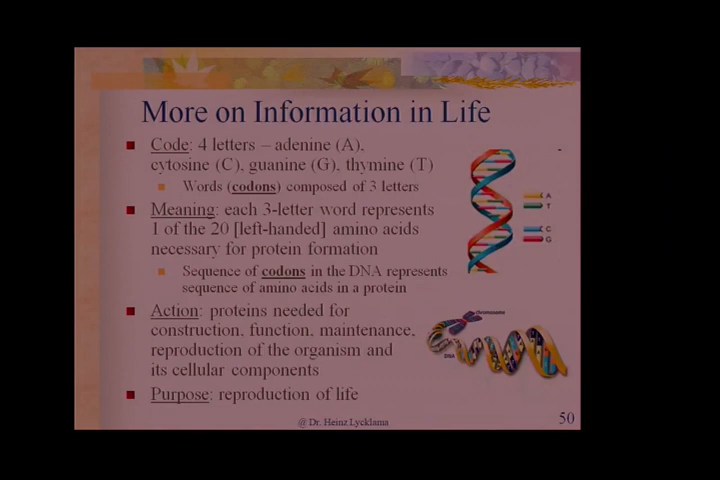 More on Information in Life
Code: 4 letters – adenine (A),
cytosine (C), guanine (G), thymine (T)
Words (codons) composed of 3 letters
Meaning: each 3-letter word represents
1 of the 20 [left-handed] amino acids
necessary for protein formation
Sequence of codons in the DNA represents
sequence of amino acids in a protein
Action: proteins needed for
construction, function, maintenance,
reproduction of the organism and
its cellular components
Purpose: reproduction of life
A
T
C
G
chromosome
DNA
@ Dr. Heinz Lycklama
50